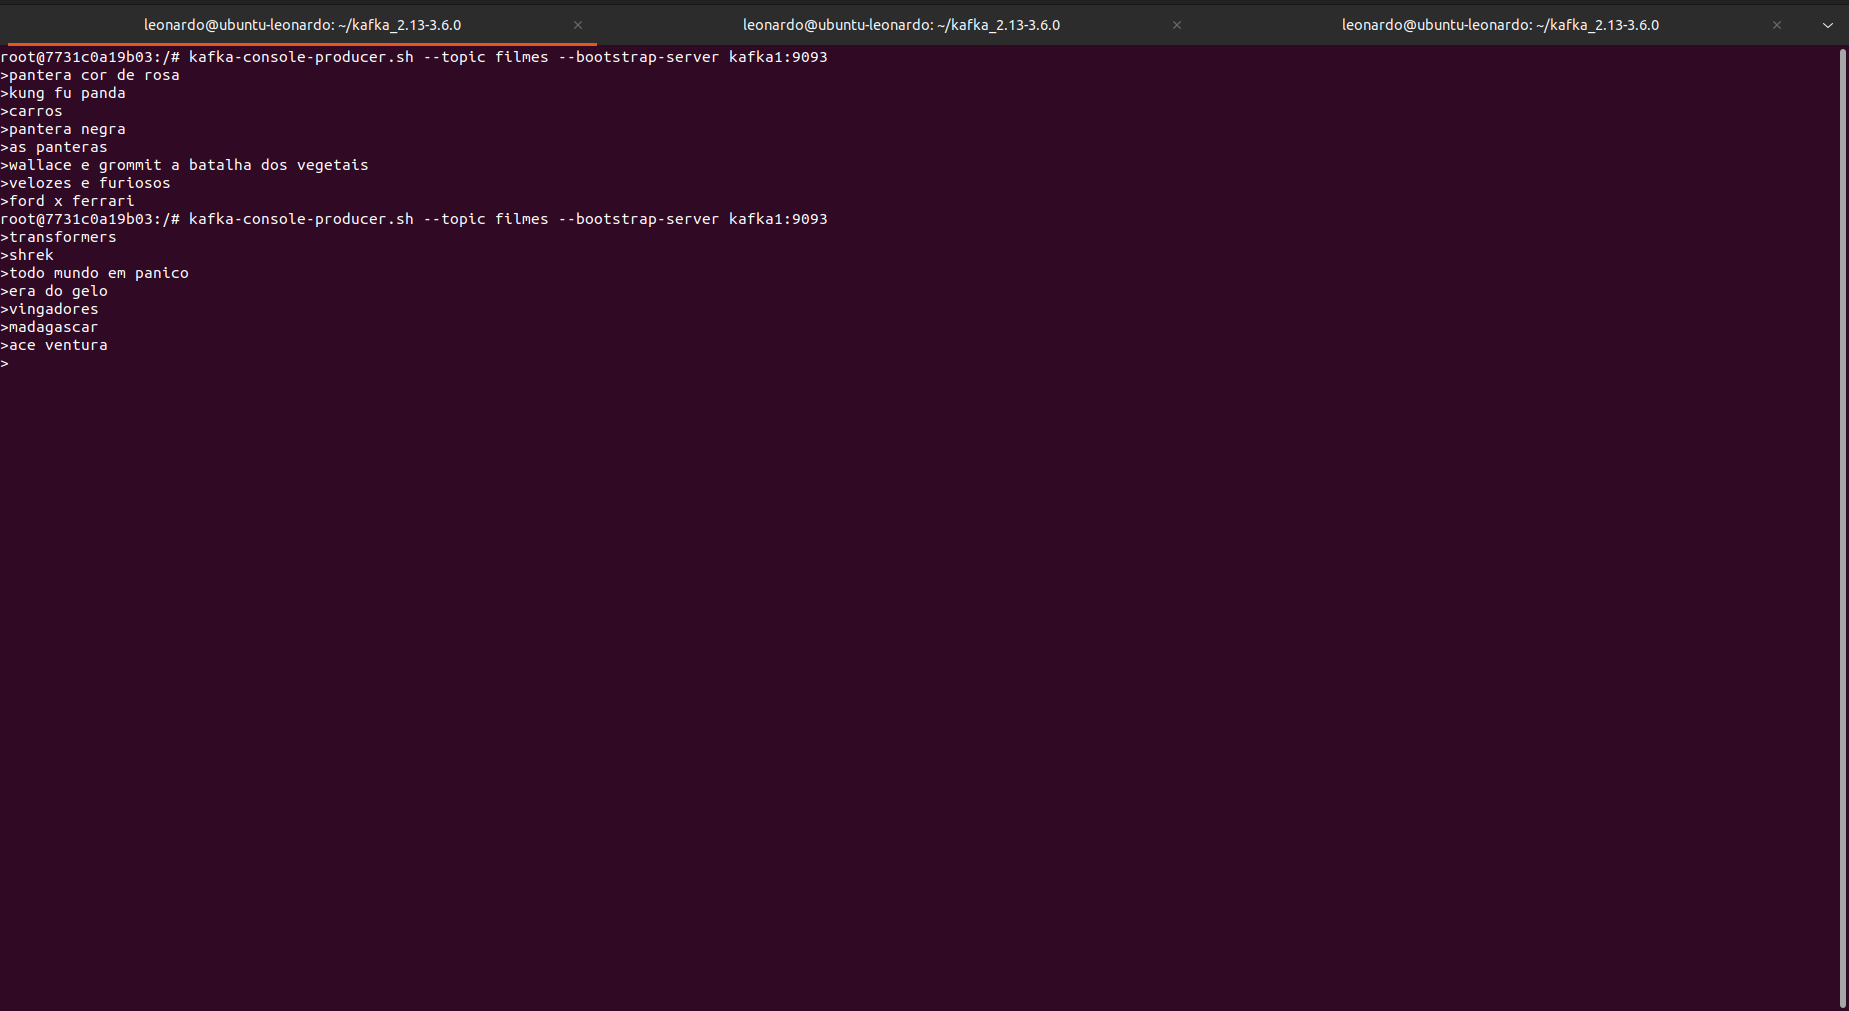 leonardo@ubuntu-leonardo: ~/kafka_2.13-3.6.0 leonardo@ubuntu-leonardo: ~/kafka_2.13-3.6.0 leonardo@ubuntu-leonardo: ~/kafka_2.13-3.6.0
root@7731c0a19b03:/# kafka-console-producer.sh --topic filmes --bootstrap-server kafka1:9093
>pantera cor de rosa
>kung fu panda
>carros
>pantera negra
>as panteras
>wallace e grommit a batalha dos vegetais
>velozes e furiosos
>ford x ferrari
root@7731c0a19b03:/# kafka-console-producer.sh --topic filmes --bootstrap-server kafka1:9093
>transformers
>shrek
>todo mundo em panico
>era do gelo
>vingadores
>madagascar
>ace ventura
>